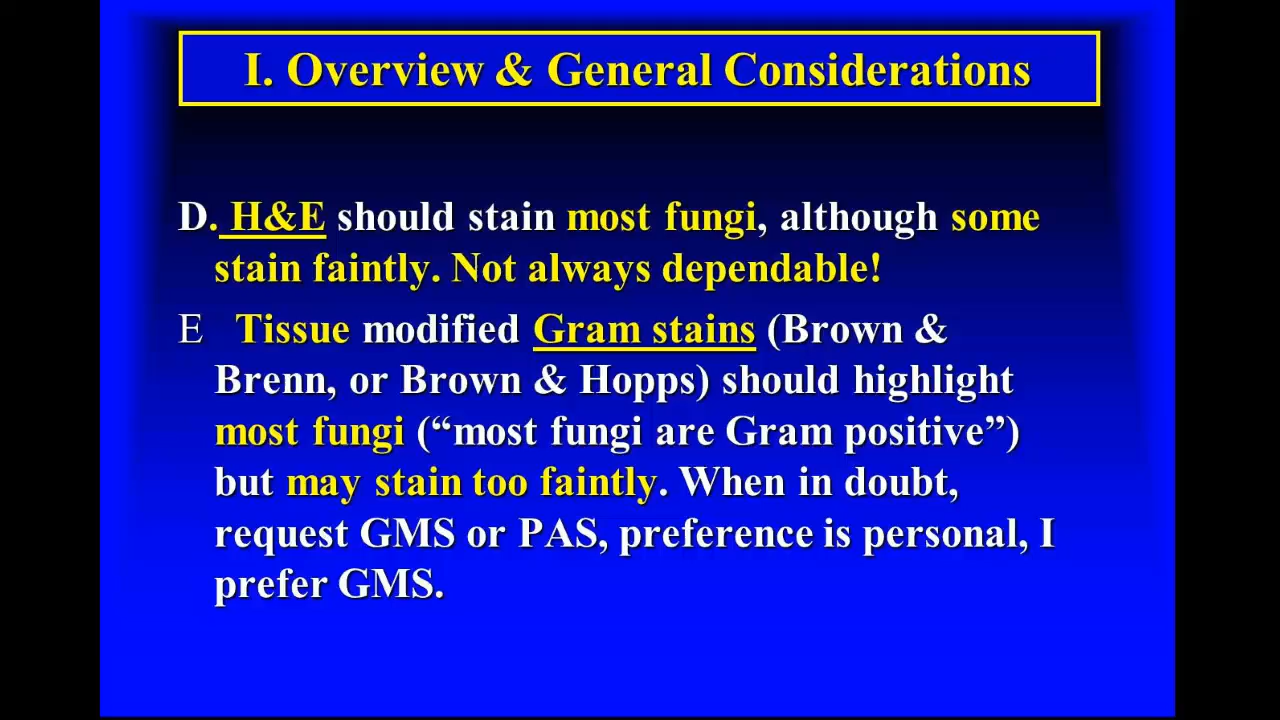 I. Overview & General Considerations
D. H&E should stain most fungi, although some
stain faintly. Not always dependable!
E Tissue modified Gram stains (Brown &
Brenn, or Brown & Hopps) should highlight
most fungi (“most fungi are Gram positive”)
but may stain too faintly. When in doubt,
request GMS or PAS, preference is personal, I
prefer GMS.